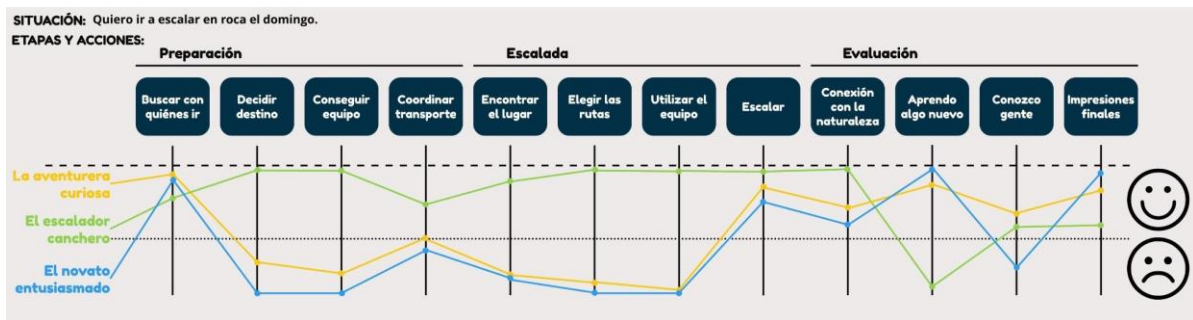 SITUACIÓN: Quiero ir a escalar en roca el domingo.
ETAPAS Y ACCIONES:
Preparación
Escalada
Evaluación
Buscar con
quiénes ir
Decidir
destino
Conseguir
equipo
Coordinar
transporte
Encontrar
el lugar
Elegir las
rutas
Utilizar el
equipo
Escalar
Conexión
con la
naturaleza
Aprendo
algo nuevo
Conozco
gente
Impresiones
finales
La aventurera
curiosa
El escalador
canchero
El novato
entusiasmado